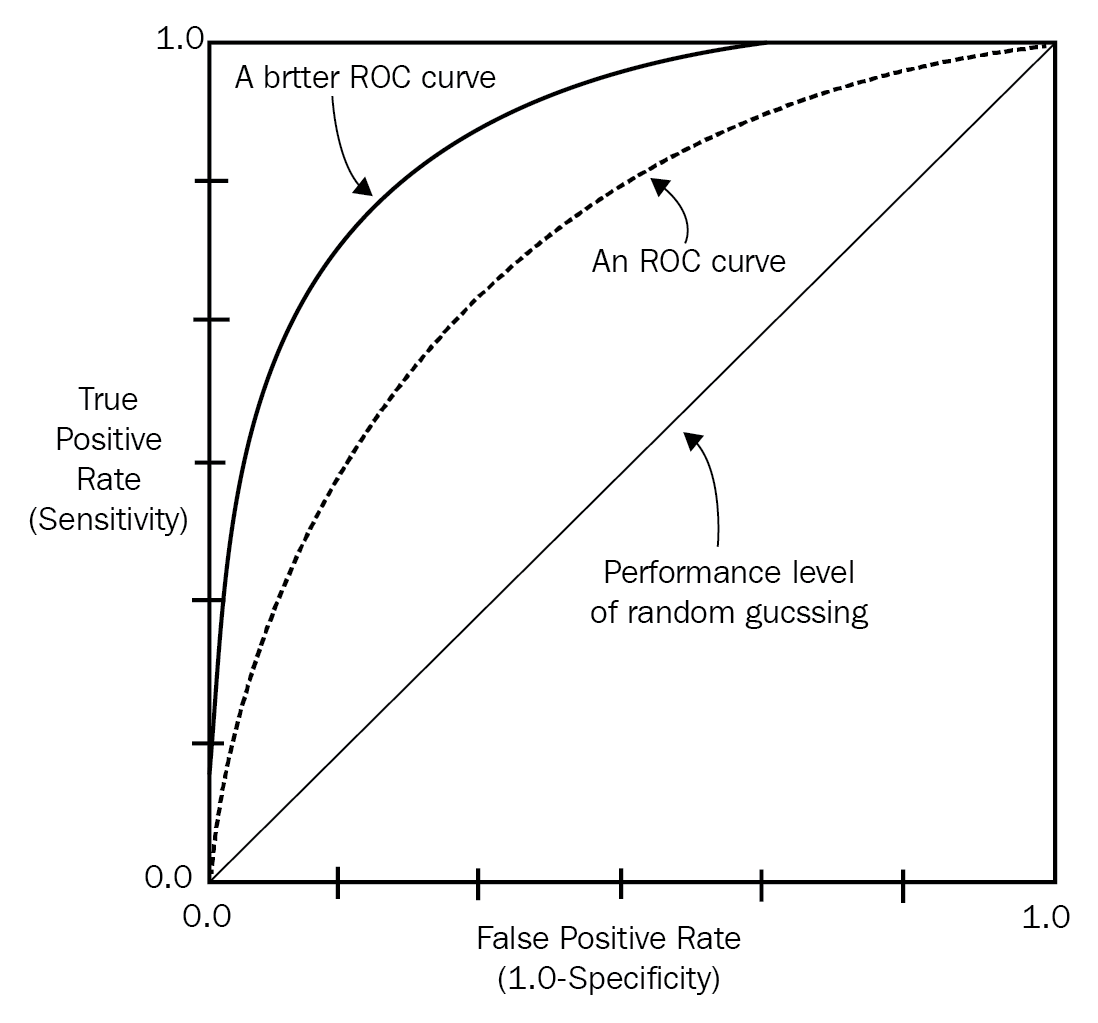 1.0
A brtter ROC curve
An ROC curve
True
Positive
Rate
(Sensitivity)
Performance level
of random gucssing
0.0
0.0
1.0
False Positive Rate
(1.0-Specificity)